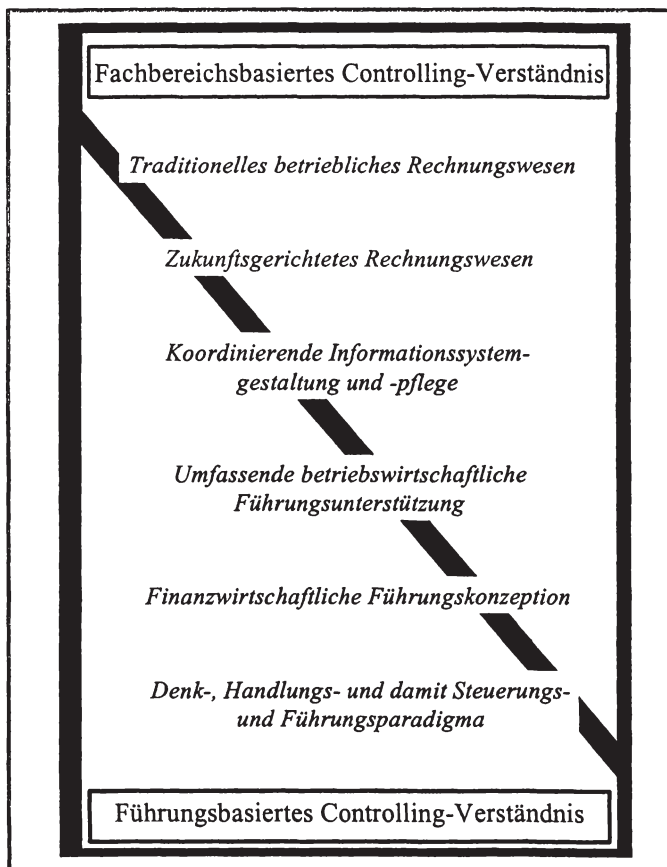 Fachbereichsbasiertes Controlling-Verständnis
Traditionelles betriebliches Rechnungswesen
Zukunftsgerichtetes Rechnungswesen
Koordinierende Informationssystem-
gestaltung und -pflege
Umfassende betriebswirtschaftliche
Führungsunterstützung
Finanzwirtschaftliche Führungskonzeption
Denk-, Handlungs- und damit Steuerungs-
und Führungsparadigma
Führungsbasiertes Controlling-Verständnis